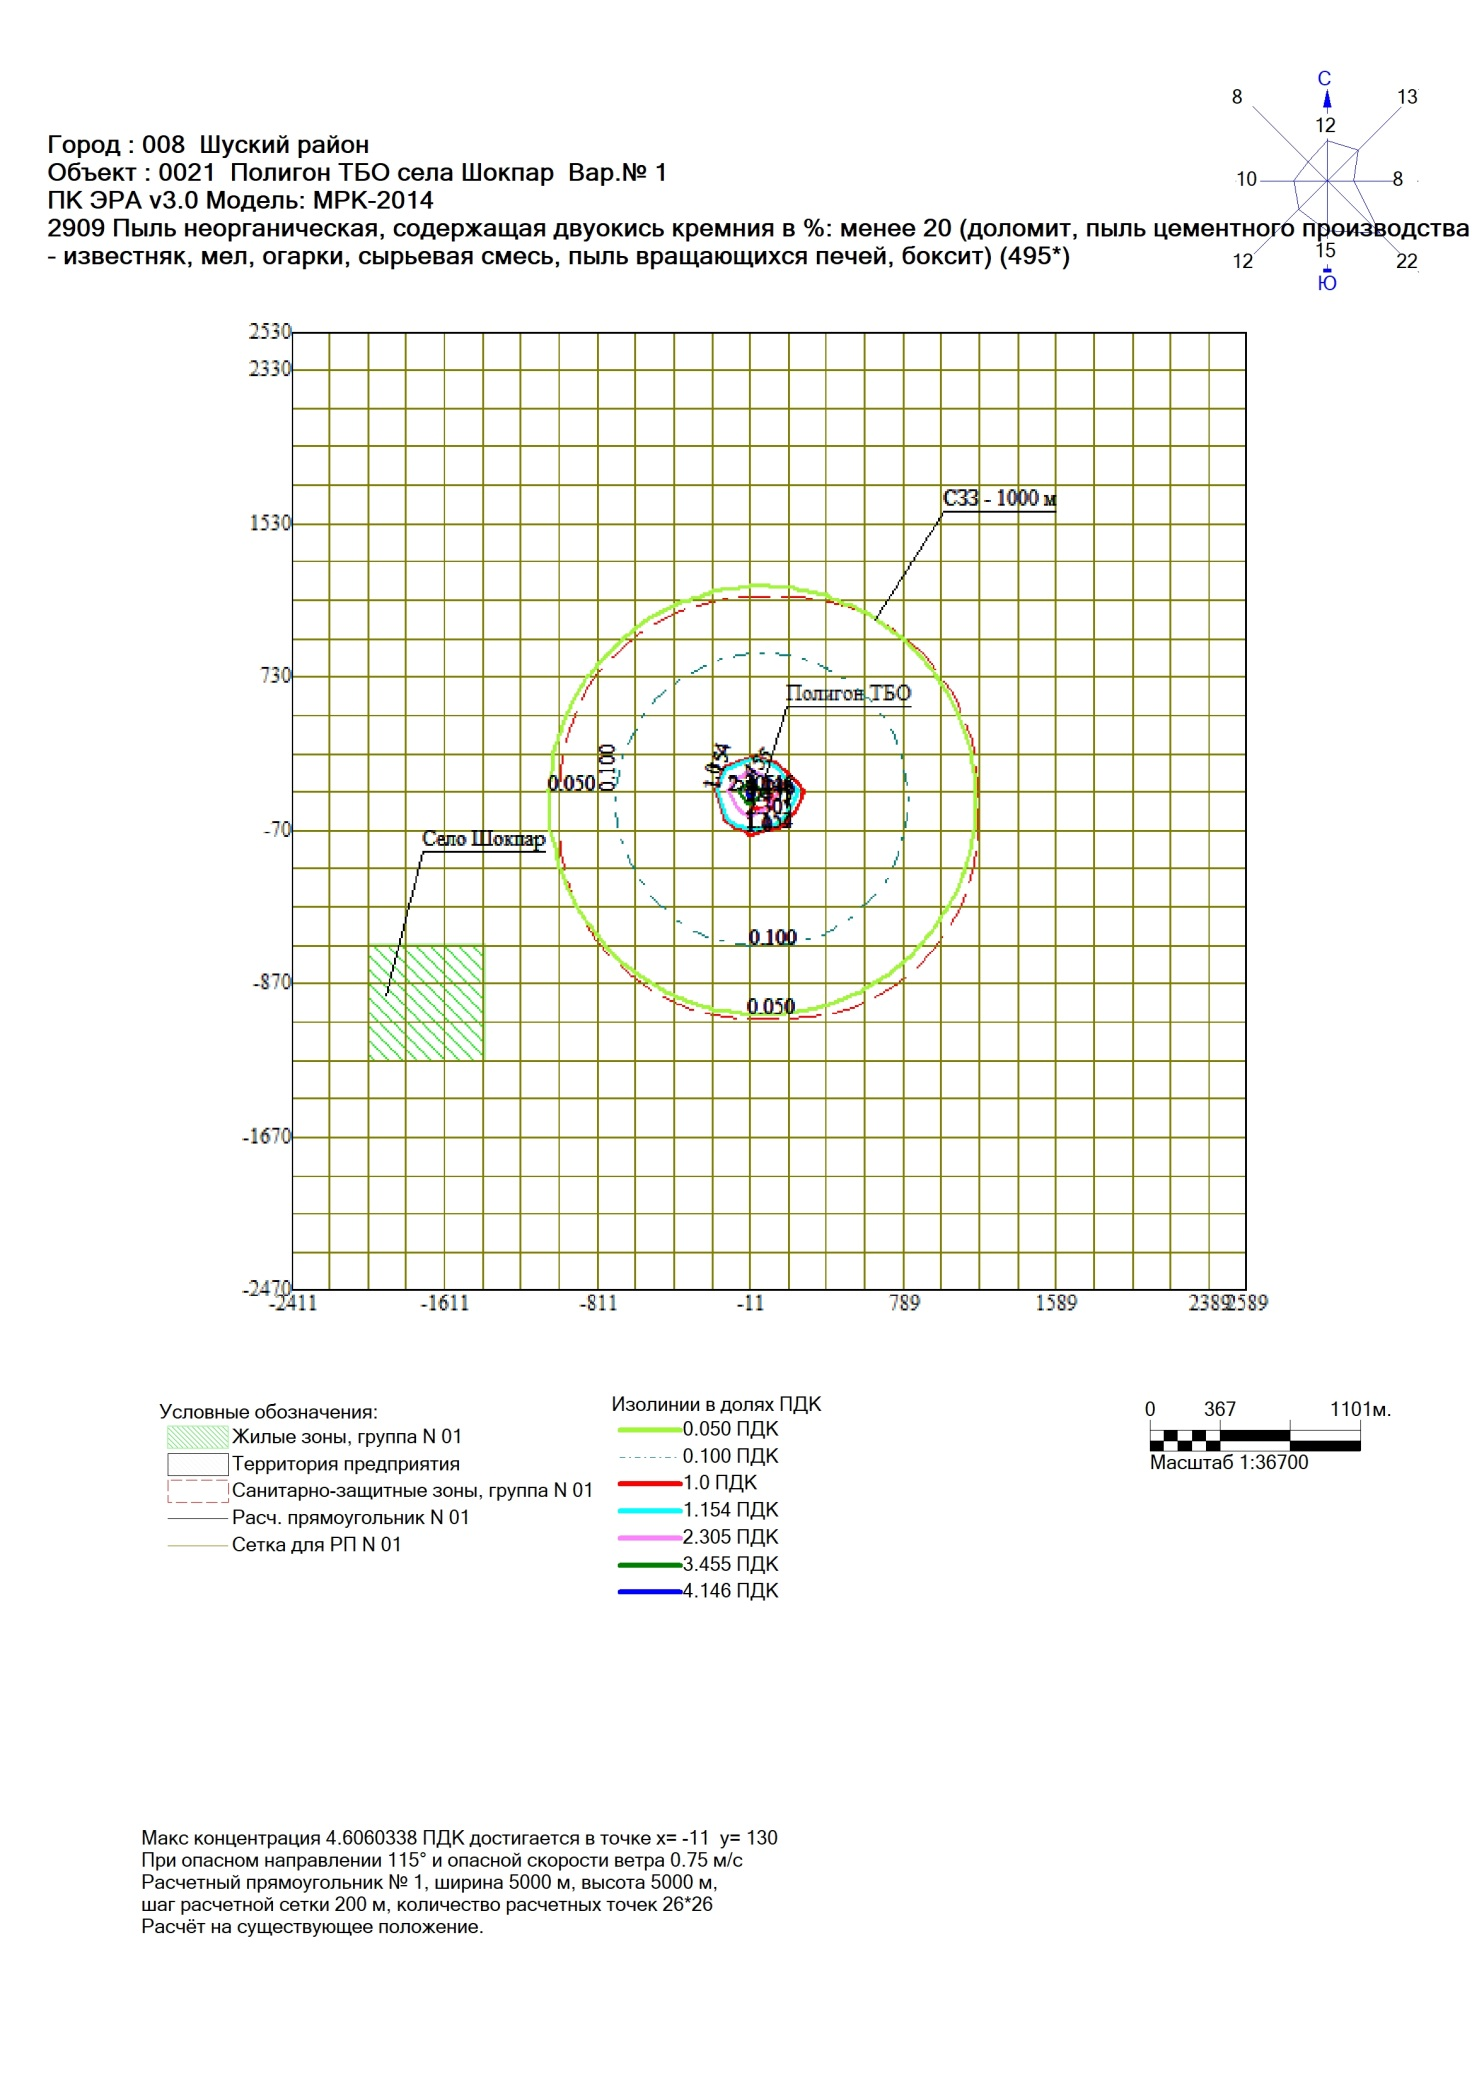 Город : 008  Шуский район
Объект : 0021  Полигон ТБО села Шокпар  Вар.№ 1
ПК ЭРА v3.0 Модель: МРК-2014
2909 Пыль неорганическая, содержащая двуокись кремния в %: менее 20 (доломит, пыль цементного производства
- известняк, мел, огарки, сырьевая смесь, пыль вращающихся печей, боксит) (495*)
С
8
13
12
10
8
15
12
22
Ю
2530
2330
1530
730
-70
-870
-1670
-2470
СЗЗ - 1000 м
Полигон ТБО
0.100
0.050
Село Шокпар
0.100
0.050
-2411
-1611
-811
-11
789
1589
2389
2589
Условные обозначения:
Жилые зоны, группа N 01
Территория предприятия
Санитарно-защитные зоны, группа N 01
Расч. прямоугольник N 01
Сетка для РП N 01
Изолинии в долях ПДК
0.050 ПДК
0.100 ПДК
1.0 ПДК
1.154 ПДК
2.305 ПДК
3.455 ПДК
4.146 ПДК
0 367 1101м.
Масштаб 1:36700
Макс концентрация 4.6060338 ПДК достигается в точке x= -11  y= 130
При опасном направлении 115° и опасной скорости ветра 0.75 м/с
Расчетный прямоугольник № 1, ширина 5000 м, высота 5000 м,
шаг расчетной сетки 200 м, количество расчетных точек 26*26
Расчёт на существующее положение.